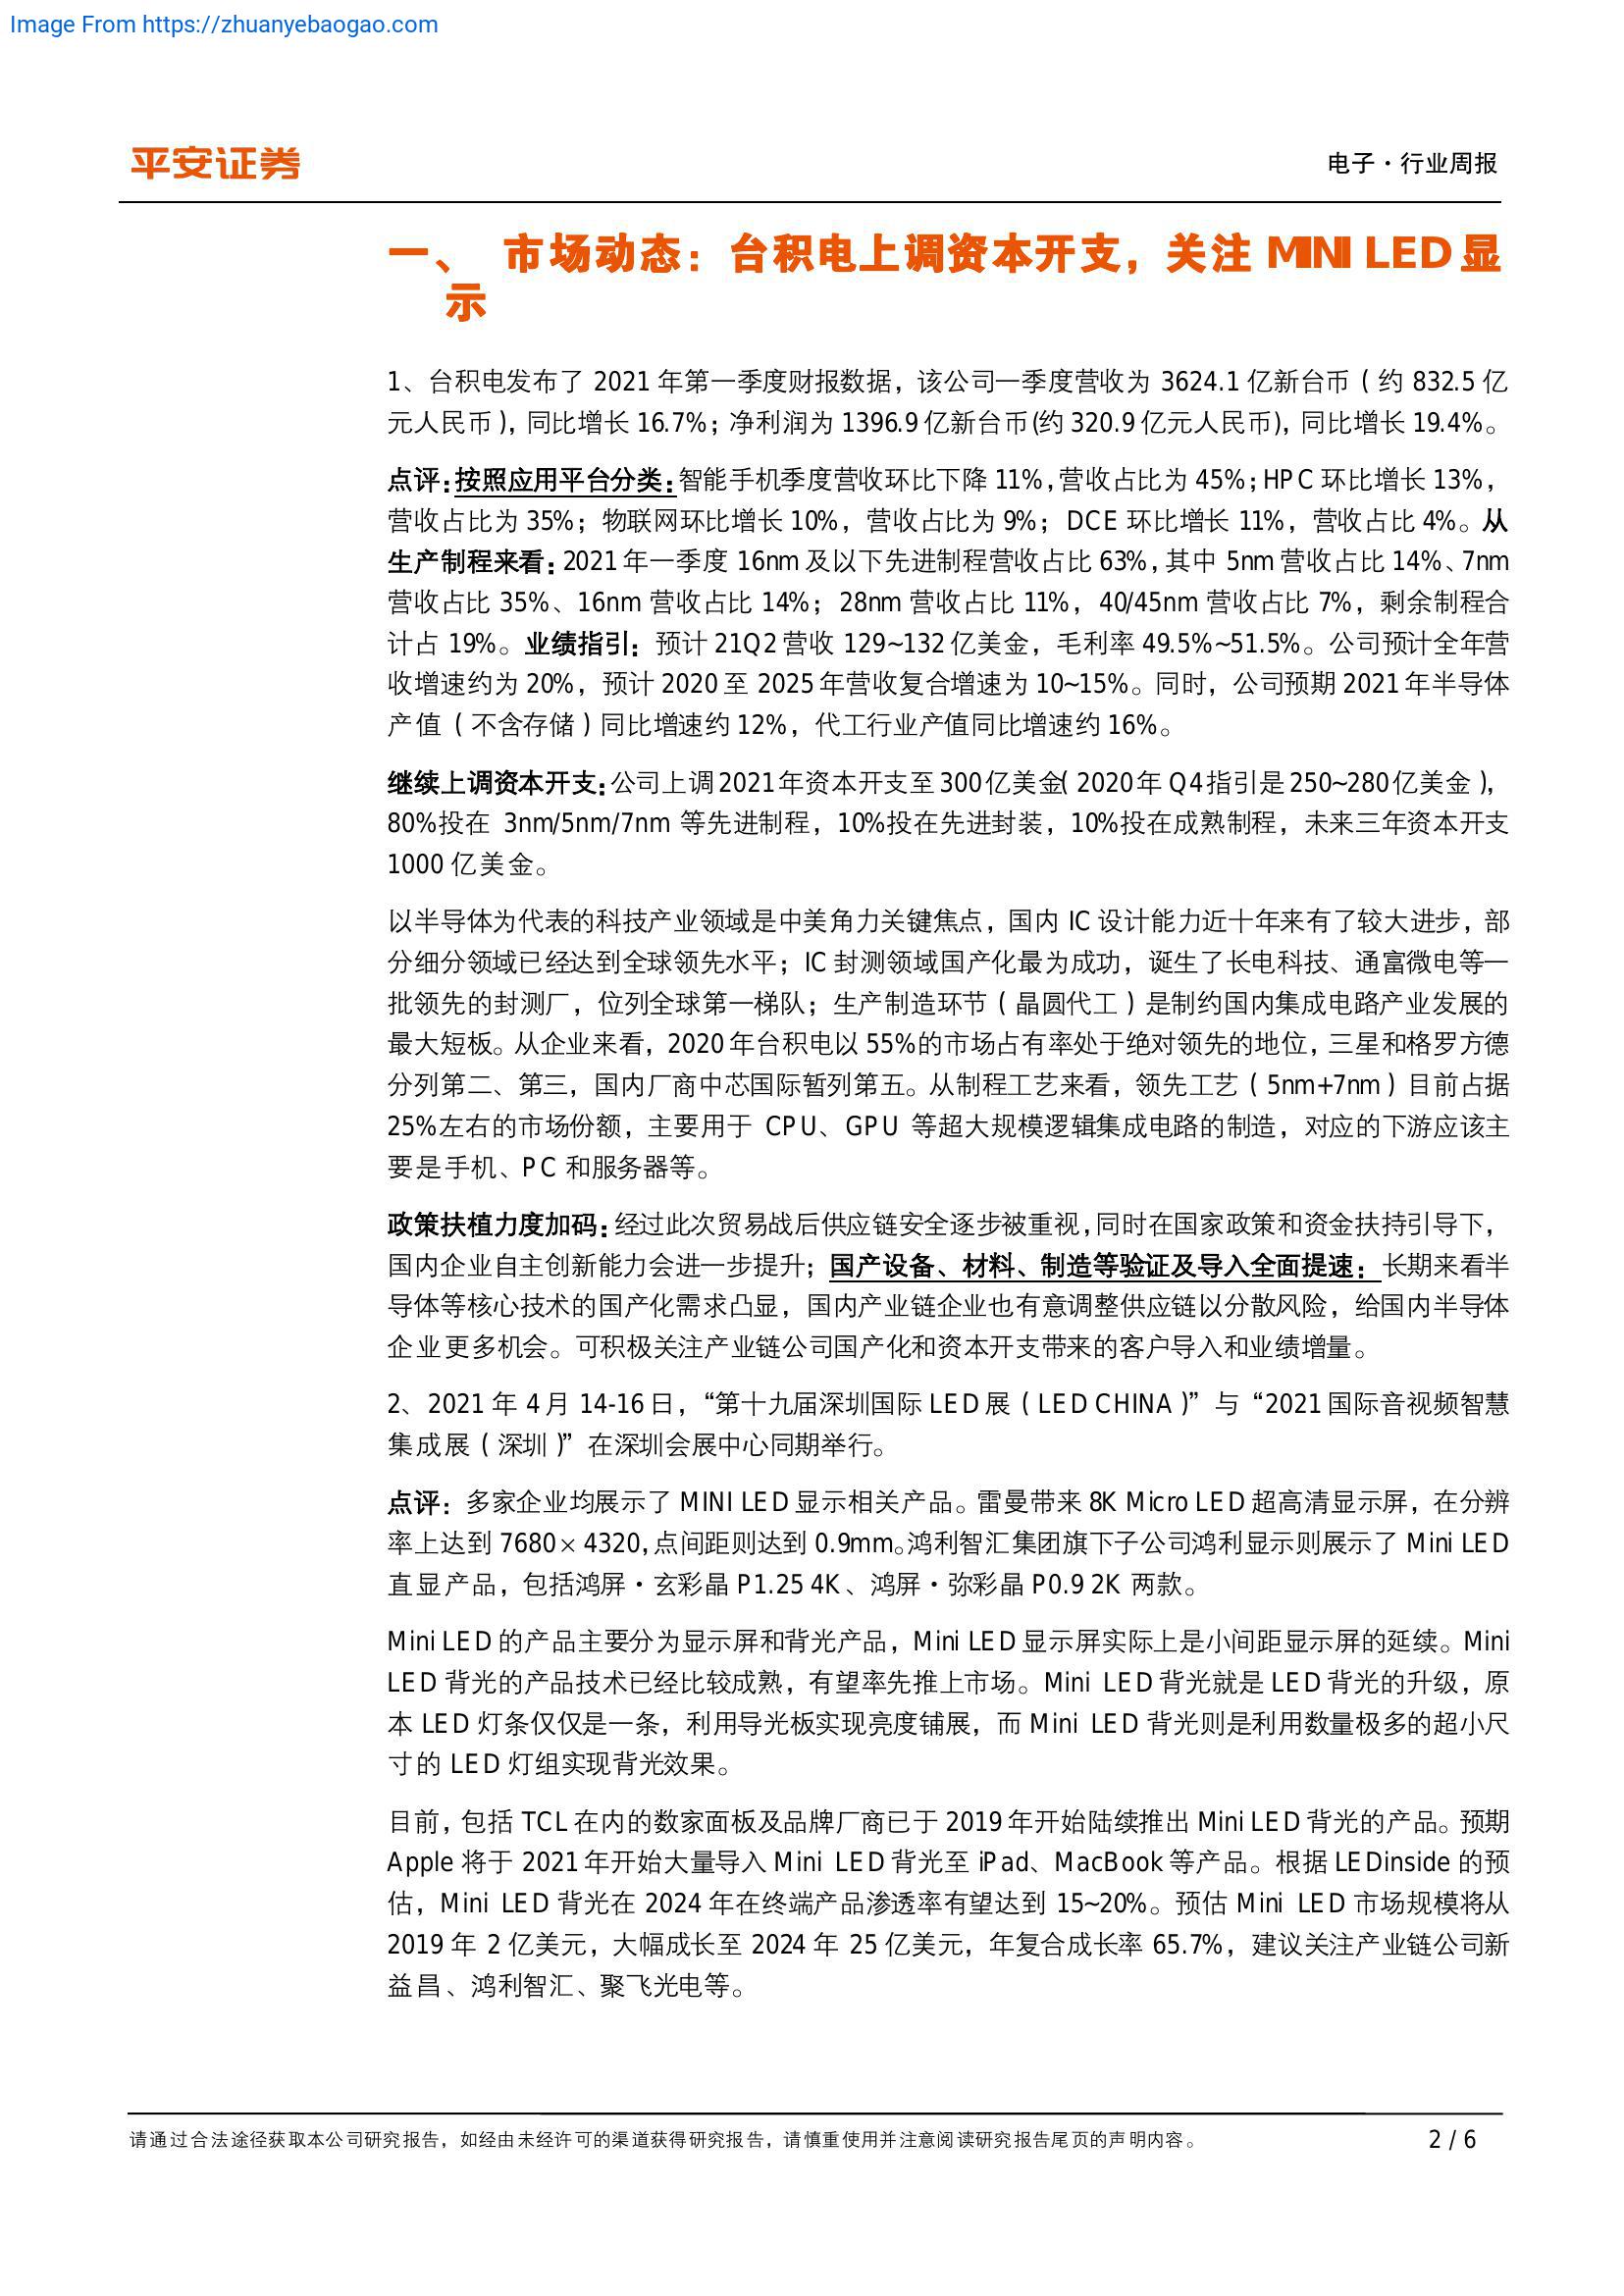 Image From https://zhuanyebaogao.com
平安证券
电子·行业周报
一、 市场动态：台积电上调资本开支，关注 MINI LED 显
示
1、台积电发布了 2021 年第一季度财报数据，该公司一季度营收为 3624.1 亿新台币（约 832.5 亿
元人民币），同比增长 16.7%；净利润为 1396.9 亿新台币(约 320.9 亿元人民币)，同比增长 19.4%。
点评：按照应用平台分类：智能手机季度营收环比下降 11%，营收占比为 45%；HPC 环比增长 13%，
营收占比为 35%；物联网环比增长 10%，营收占比为 9%；DCE 环比增长 11%，营收占比 4%。从
生产制程来看：2021 年一季度 16nm 及以下先进制程营收占比 63%，其中 5nm 营收占比 14%、7nm
营收占比 35%、16nm 营收占比 14%；28nm 营收占比 11%，40/45nm 营收占比 7%，剩余制程合
计占 19%。业绩指引：预计 21Q2 营收 129~132 亿美金，毛利率 49.5%~51.5%。公司预计全年营
收增速约为 20%，预计 2020 至 2025 年营收复合增速为 10~15%。同时，公司预期 2021 年半导体
产值（不含存储）同比增速约 12%，代工行业产值同比增速约 16%。
继续上调资本开支：公司上调 2021 年资本开支至 300 亿美金（2020 年 Q4 指引是 250~280 亿美金），
80%投在 3nm/5nm/7nm 等先进制程，10%投在先进封装，10%投在成熟制程，未来三年资本开支
1000 亿美金。
以半导体为代表的科技产业领域是中美角力关键焦点，国内 IC 设计能力近十年来有了较大进步，部
分细分领域已经达到全球领先水平；IC 封测领域国产化最为成功，诞生了长电科技、通富微电等一
批领先的封测厂，位列全球第一梯队；生产制造环节（晶圆代工）是制约国内集成电路产业发展的
最大短板。从企业来看，2020 年台积电以 55%的市场占有率处于绝对领先的地位，三星和格罗方德
分列第二、第三，国内厂商中芯国际暂列第五。从制程工艺来看，领先工艺（5nm+7nm）目前占据
25%左右的市场份额，主要用于 CPU、GPU 等超大规模逻辑集成电路的制造，对应的下游应该主
要是手机、PC 和服务器等。
政策扶植力度加码：经过此次贸易战后供应链安全逐步被重视，同时在国家政策和资金扶持引导下，
国内企业自主创新能力会进一步提升；国产设备、材料、制造等验证及导入全面提速：长期来看半
导体等核心技术的国产化需求凸显，国内产业链企业也有意调整供应链以分散风险，给国内半导体
企业更多机会。可积极关注产业链公司国产化和资本开支带来的客户导入和业绩增量。
2、2021 年 4 月 14-16 日，“第十九届深圳国际 LED 展（LED CHINA）”与“2021 国际音视频智慧
集成展（深圳）”在深圳会展中心同期举行。
点评：多家企业均展示了 MINI LED 显示相关产品。雷曼带来 8K Micro LED 超高清显示屏，在分辨
率上达到 7680×4320，点间距则达到 0.9mm。鸿利智汇集团旗下子公司鸿利显示则展示了 Mini LED
直显产品，包括鸿屏·玄彩晶 P1.25 4K、鸿屏·弥彩晶 P0.9 2K 两款。
Mini LED 的产品主要分为显示屏和背光产品，Mini LED 显示屏实际上是小间距显示屏的延续。Mini
LED 背光的产品技术已经比较成熟，有望率先推上市场。Mini LED 背光就是 LED 背光的升级，原
本 LED 灯条仅仅是一条，利用导光板实现亮度铺展，而 Mini LED 背光则是利用数量极多的超小尺
寸的 LED 灯组实现背光效果。
目前，包括 TCL 在内的数家面板及品牌厂商已于 2019 年开始陆续推出 Mini LED 背光的产品。预期
Apple 将于 2021 年开始大量导入 Mini LED 背光至 iPad、MacBook 等产品。根据 LEDinside 的预
估，Mini LED 背光在 2024 年在终端产品渗透率有望达到 15~20%。预估 Mini LED 市场规模将从
2019 年 2 亿美元，大幅成长至 2024 年 25 亿美元，年复合成长率 65.7%，建议关注产业链公司新
益昌、鸿利智汇、聚飞光电等。
请通过合法途径获取本公司研究报告，如经由未经许可的渠道获得研究报告，请慎重使用并注意阅读研究报告尾页的声明内容。
2 / 6